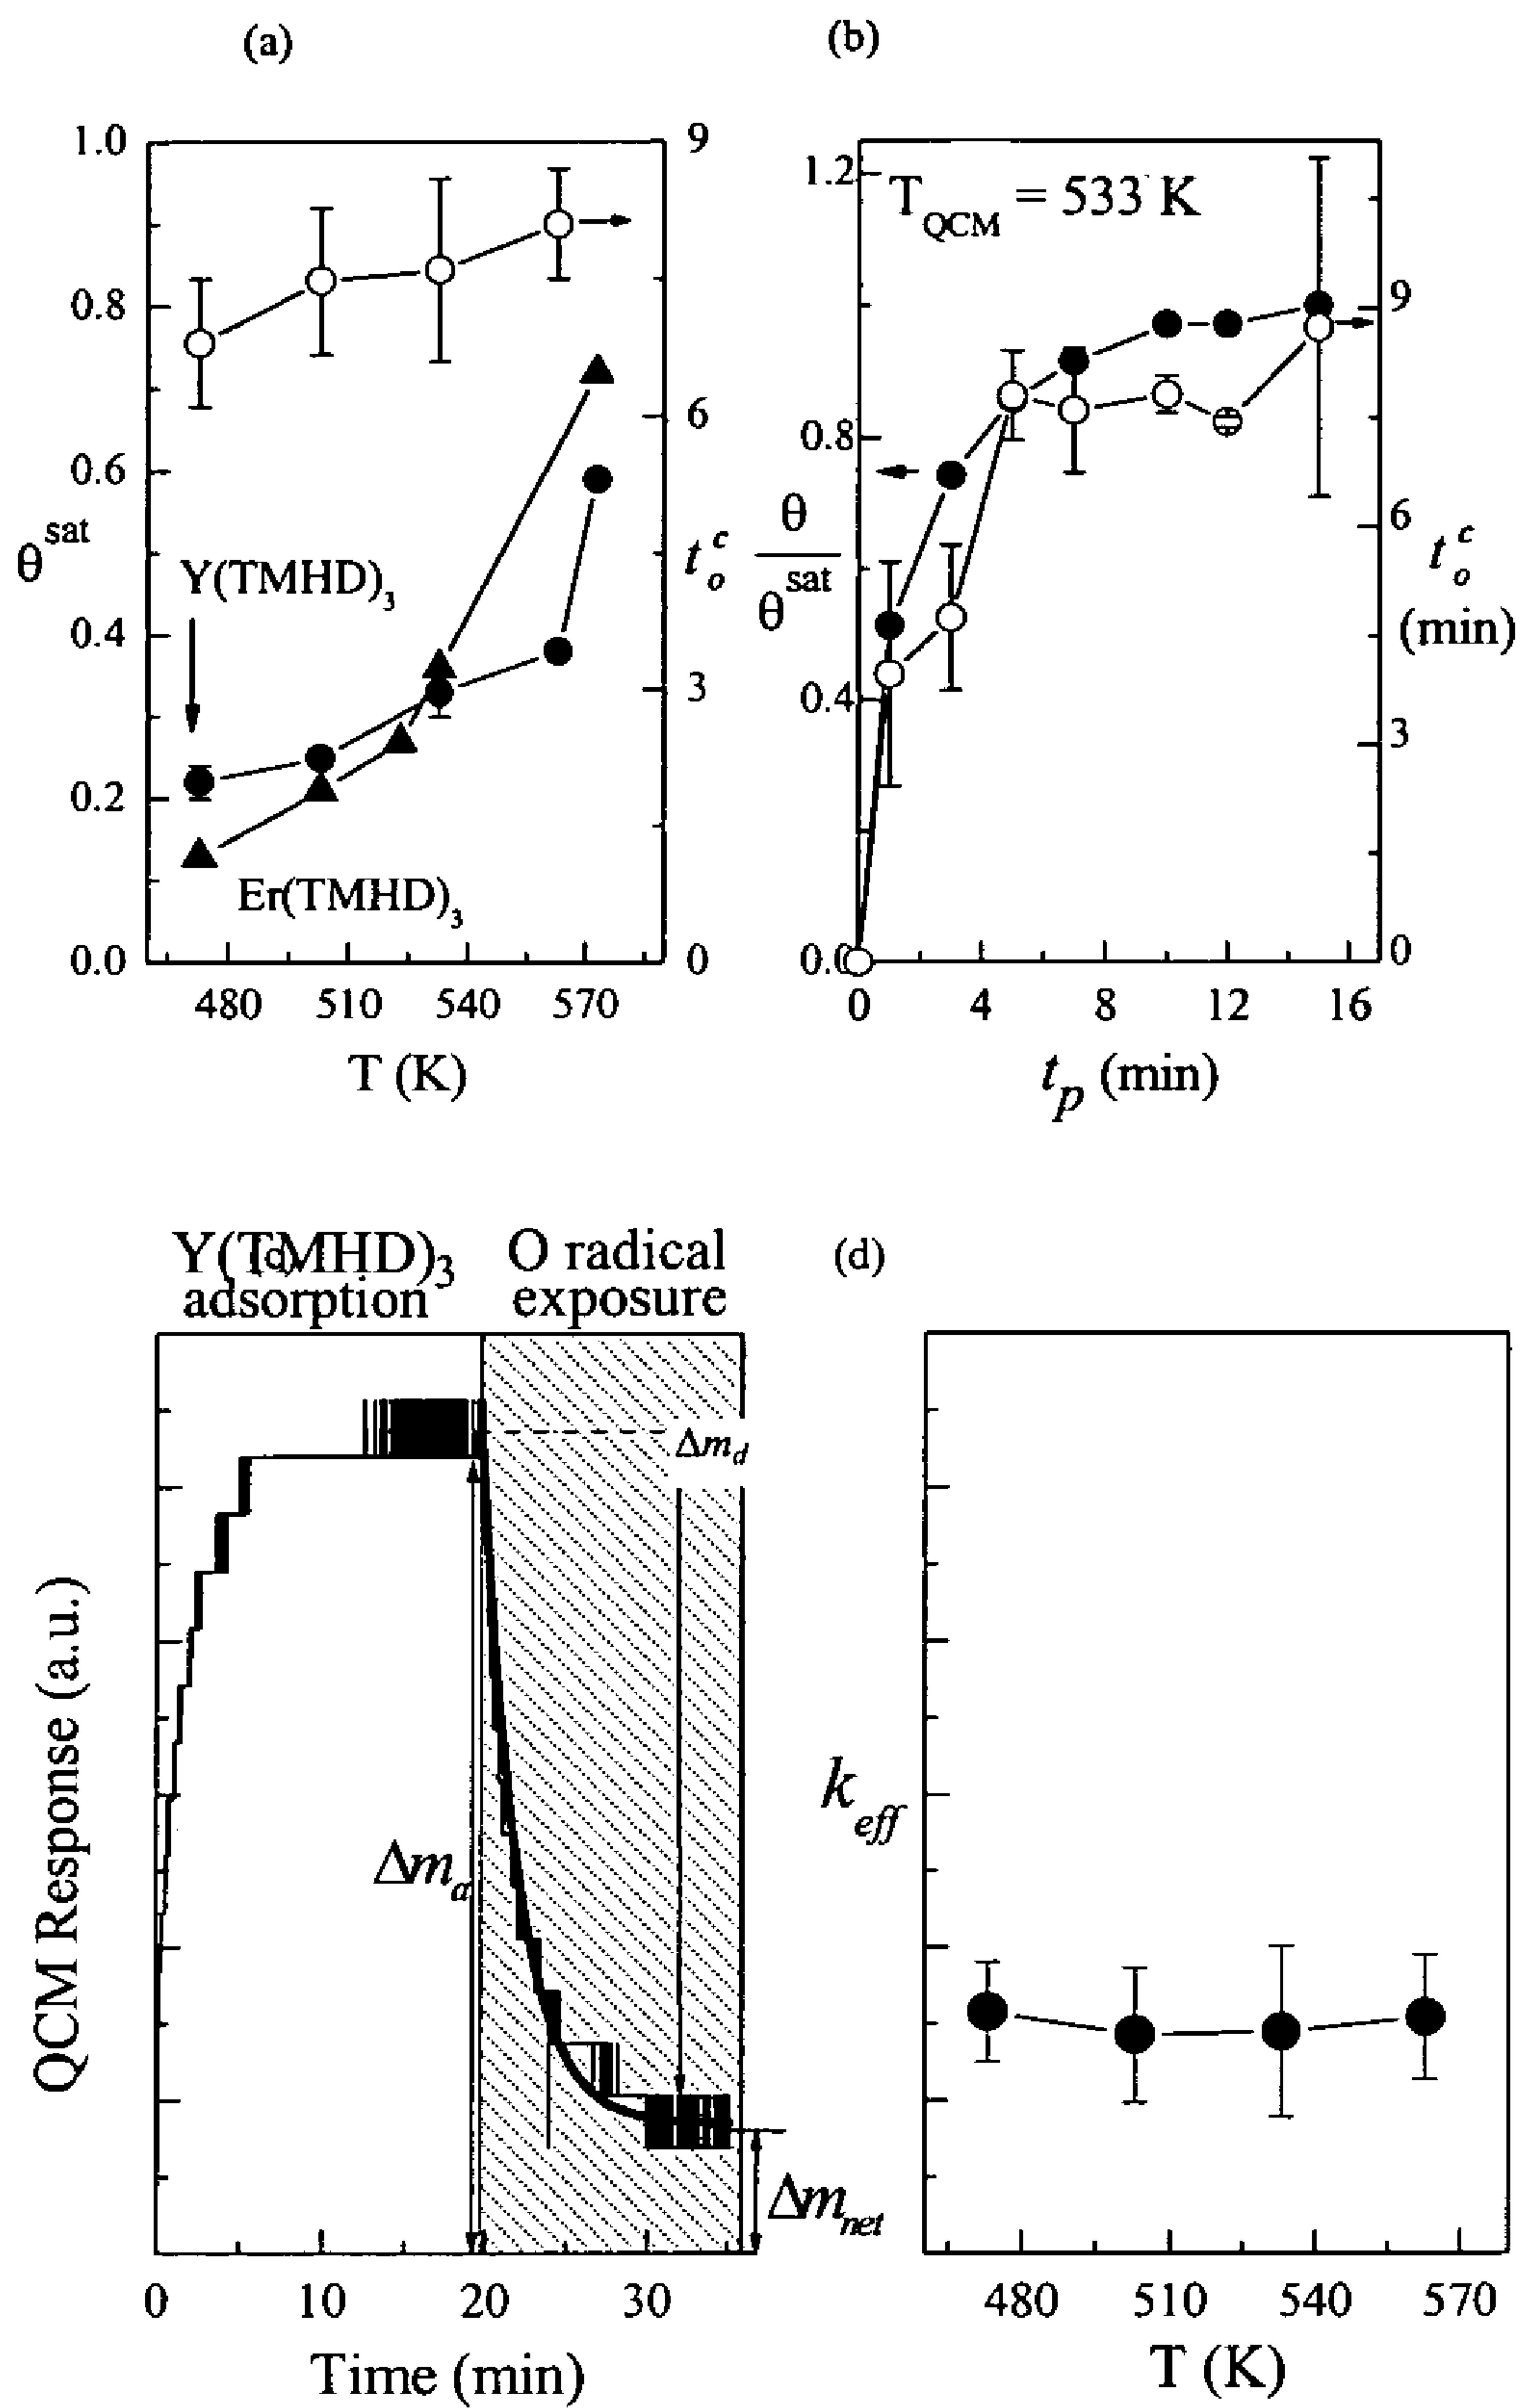 (a)
(b)
1.0
0.8
0.6
0.4
0.2
0.0
θ^sat
9
6
3
0
t_o^c
Y(TMHD)₃
Er(TMHD)₃
480 510 540 570
T (K)
T_QCM = 533 K
1.2
0.8
0.4
0.0
θ
θ^sat
9
6
3
0
t_o^c
(min)
0 4 8 12 16
t_p (min)
Y(TMHD)₃
adsorption
O radical
exposure
(d)
QCM Response (a.u.)
Δm_d
Δm_a
Δm_net
0 10 20 30
Time (min)
k_eff
480 510 540 570
T (K)